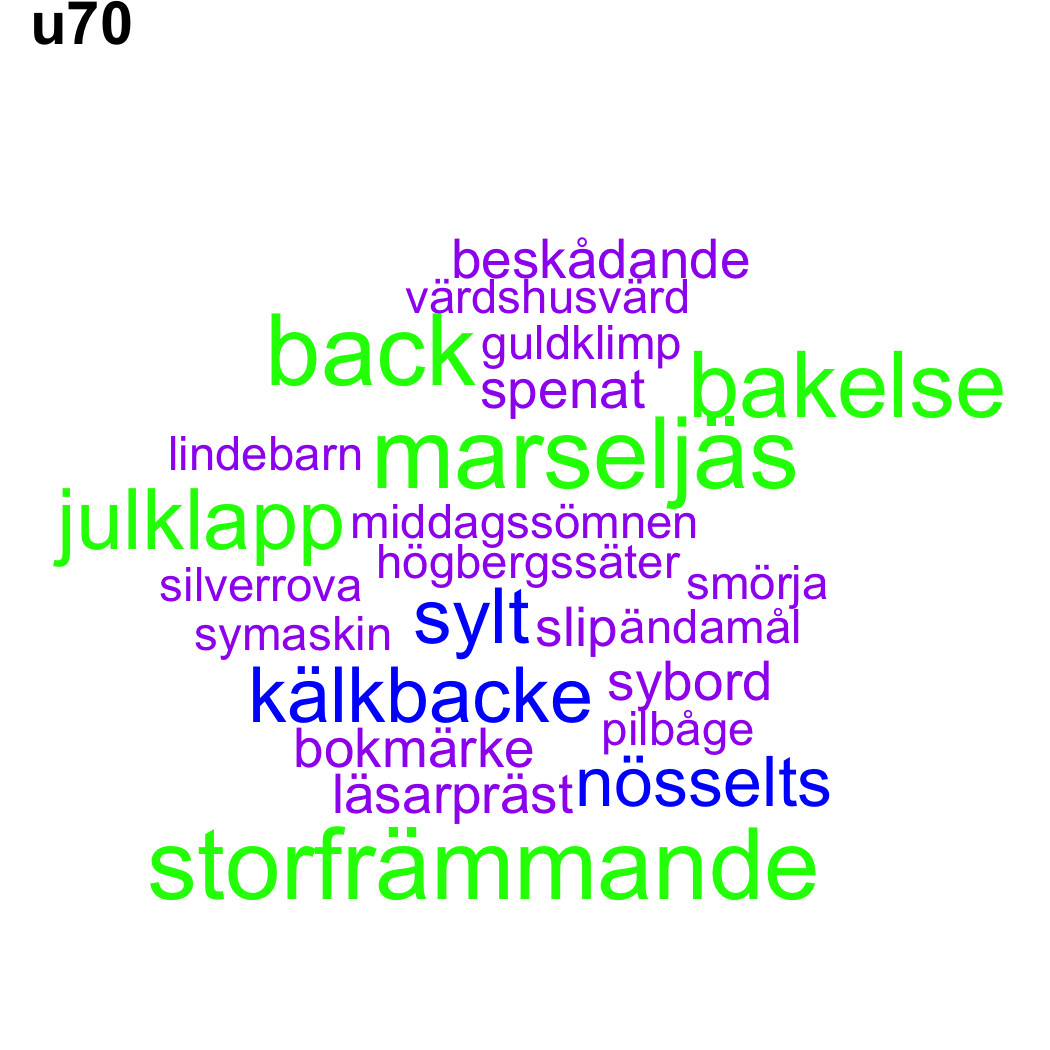 u70
beskådande
värdshusvärd
back guldklimp
spenat bakelse
lindebarn marseljäs
julklapp middagssömnen
högbergssäter
silverrova smörja
symaskin sylt slip ändamål
kälkbacke sybord
bokmärke pilbåge
läsarpräst nösselts
storfrämmande